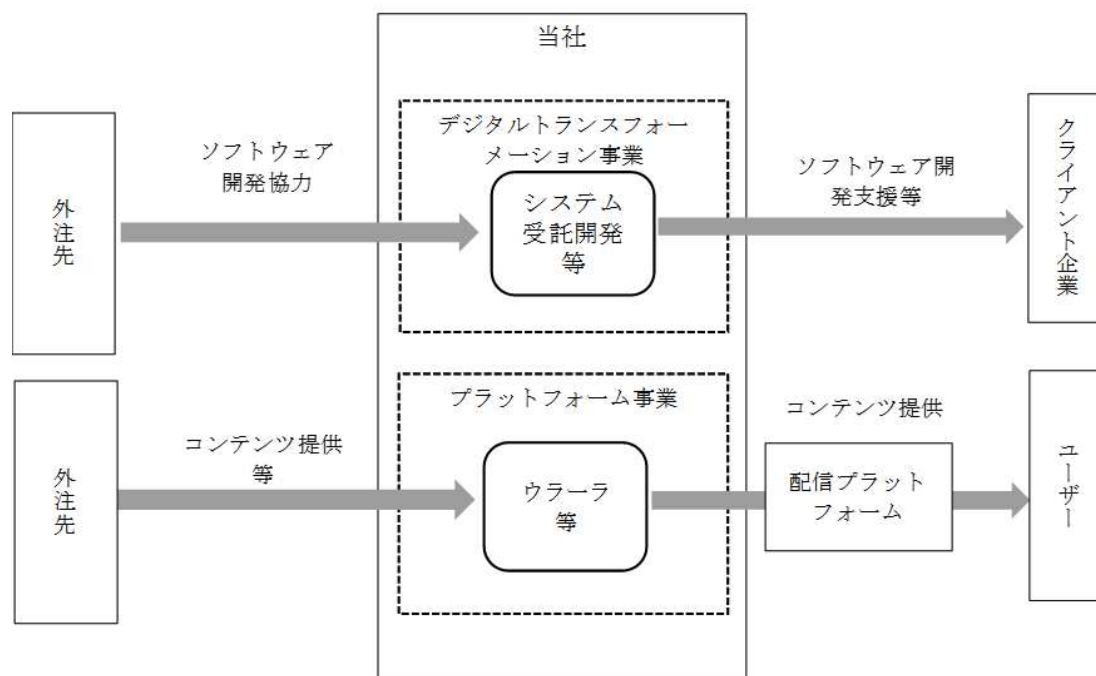 当社
外注先
ソフトウェア
開発協力
デジタルトランスフォー
メーション事業
システム
受託開発
等
ソフトウェア開
発支援等
クライアント企業
外注先
コンテンツ提供
等
プラットフォーム事業
ウラーラ
等
コンテンツ提供
配信プラット
フォーム
ユーザー